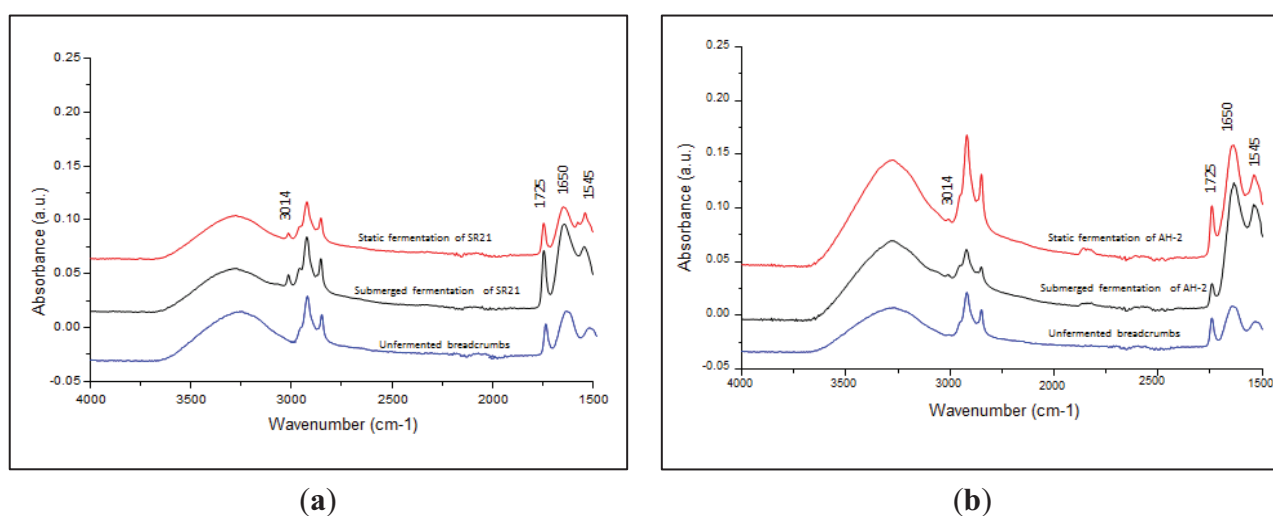 0.25
0.20
0.15
0.10
0.05
0.00
-0.05
Absorbance (a.u.)
3014
1725
1650
1545
Static fermentation of SR21
Submerged fermentation of SR21
Unfermented breadcrumbs
4000 3500 3000 2500 2000 1500
Wavenumber (cm-1)
(a)
0.25
0.20
0.15
0.10
0.05
0.00
-0.05
Absorbance (a.u.)
3014
1725
1650
1545
Static fermentation of AH-2
Submerged fermentation of AH-2
Unfermented breadcrumbs
4000 3500 3000 2000 2500 1500
Wavenumber (cm-1)
(b)